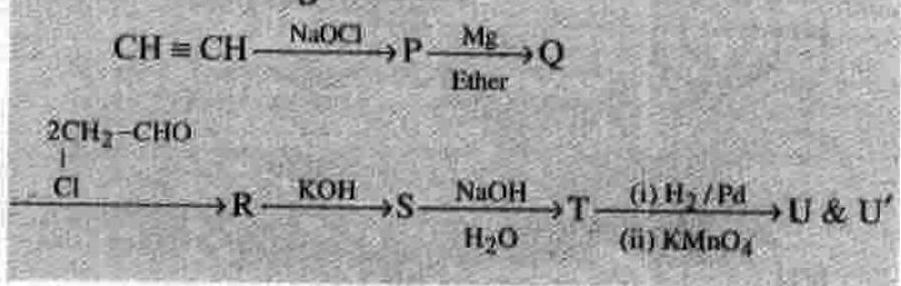 CH ≡ CH —NaOCl→ P —Mg→ Q
Ether
2CH₂–CHO
|
Cl
→ R —KOH→ S —NaOH→ T —(i) H₂/Pd→ U & U′
H₂O (ii) KMnO₄